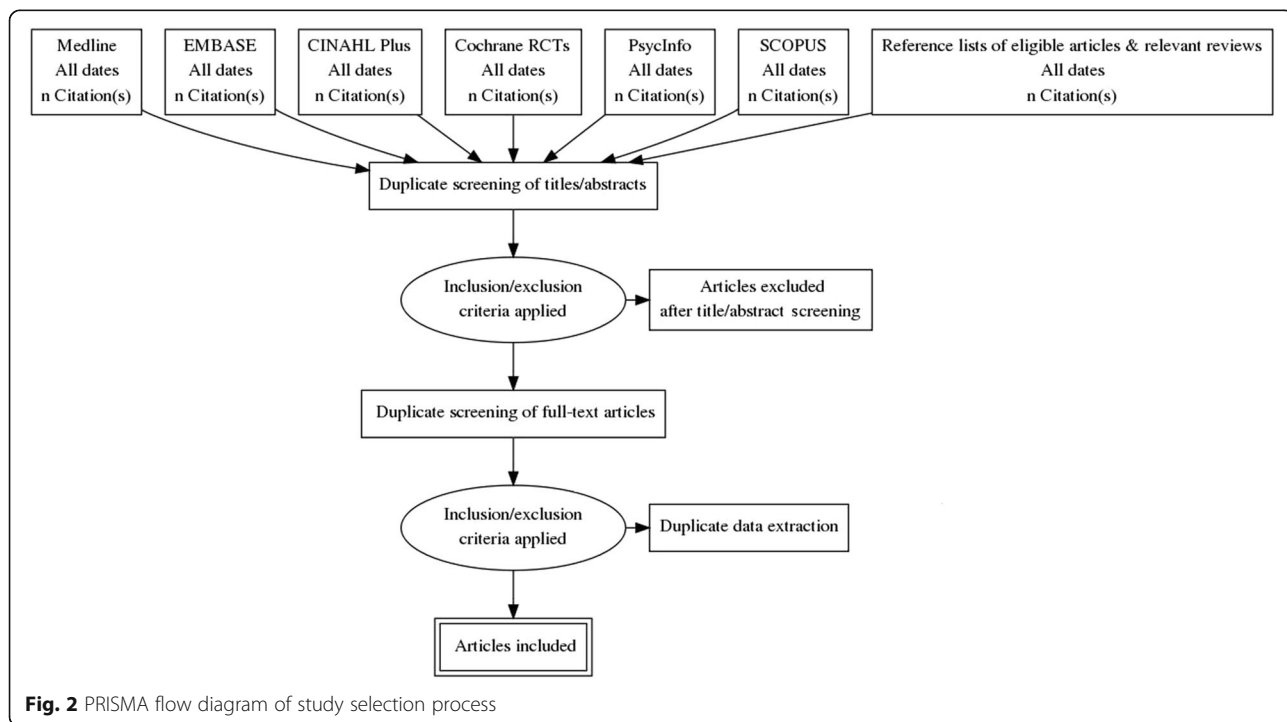 Medline
All dates
n Citation(s)
EMBASE
All dates
n Citation(s)
CINAHL Plus
All dates
n Citation(s)
Cochrane RCTs
All dates
n Citation(s)
PsycInfo
All dates
n Citation(s)
SCOPUS
All dates
n Citation(s)
Reference lists of eligible articles & relevant reviews
All dates
n Citation(s)
Duplicate screening of titles/abstracts
Inclusion/exclusion
criteria applied
Articles excluded
after title/abstract screening
Duplicate screening of full-text articles
Inclusion/exclusion
criteria applied
Duplicate data extraction
Articles included
Fig. 2 PRISMA flow diagram of study selection process